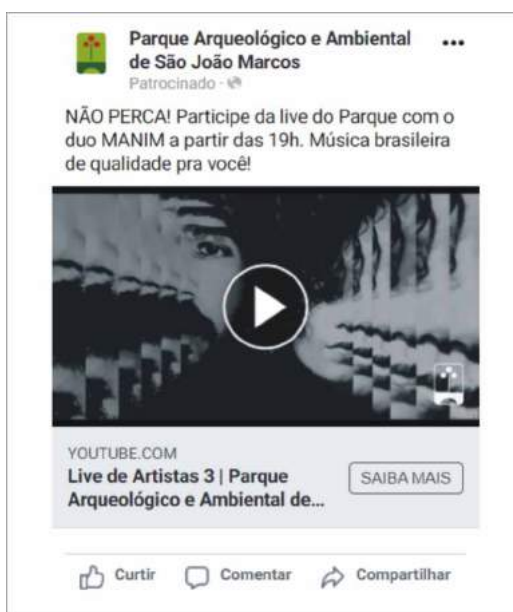 Parque Arqueológico e Ambiental
de São João Marcos
Patrocinado ·
NÃO PERCA! Participe da live do Parque com o
duo MANIM a partir das 19h. Música brasileira
de qualidade pra você!
YOUTUBE.COM
Live de Artistas 3 | Parque
Arqueológico e Ambiental de...
SAIBA MAIS
Curtir
Comentar
Compartilhar